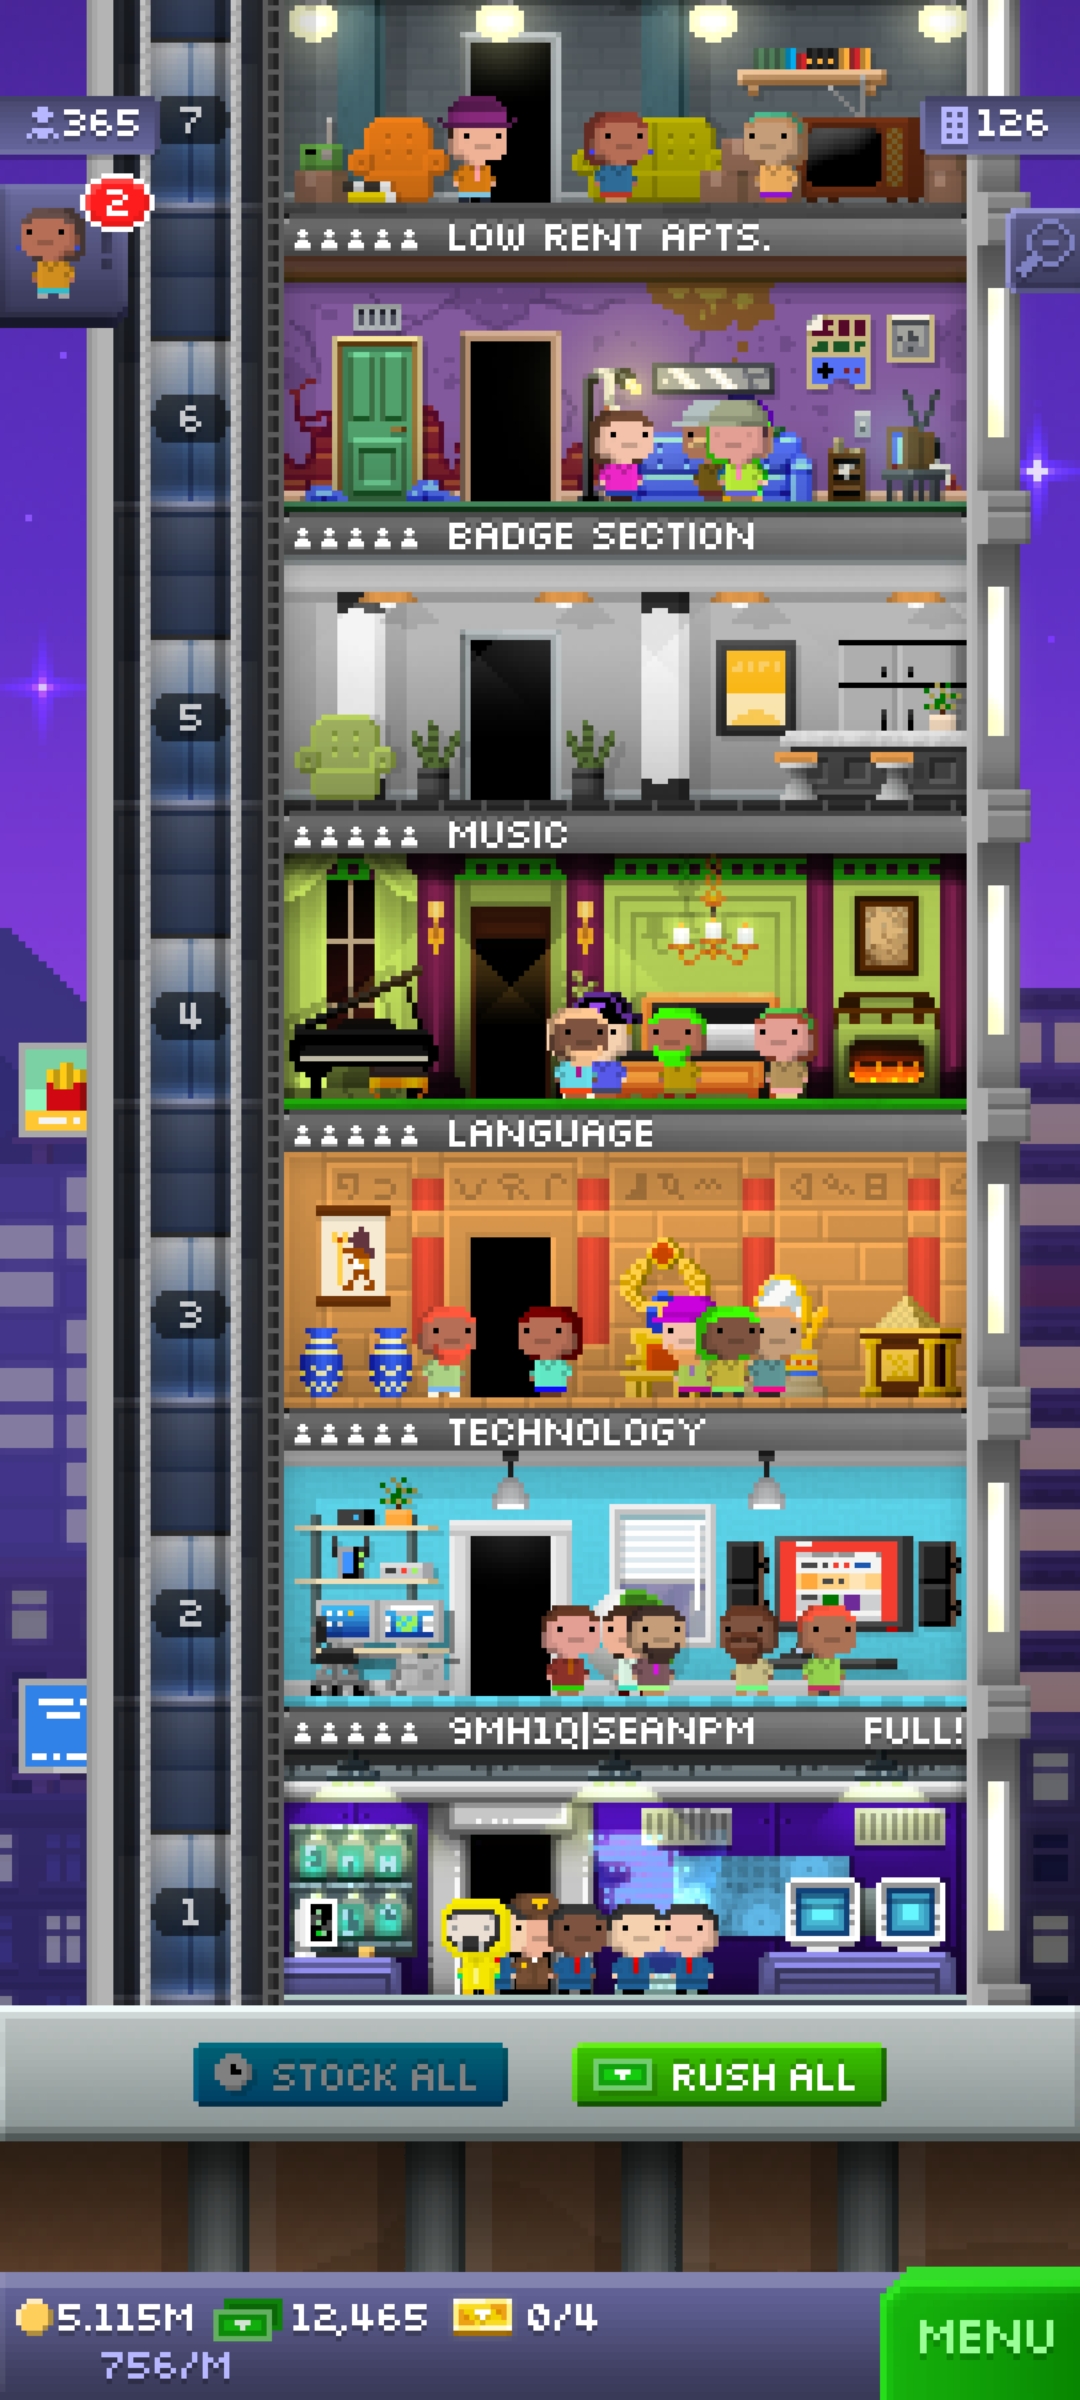 7
365
126
2
LOW RENT APTS.
6
BADGE SECTION
5
MUSIC
4
LANGUAGE
3
TECHNOLOGY
2
9MH1Q|SEANPM FULL!
1
STOCK ALL
RUSH ALL
5.115M 12,465 0/4
756/M
MENU